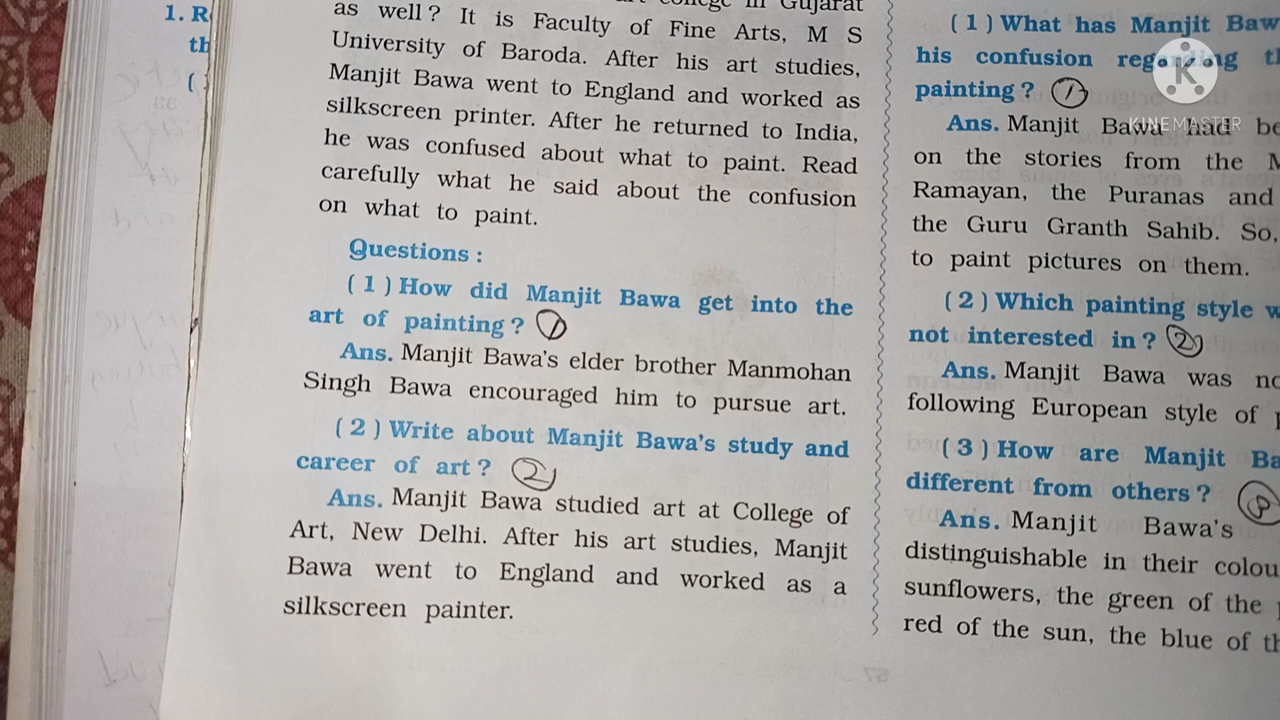 1. R
th
(
as well ? It is Faculty of Fine Arts, M S
University of Baroda. After his art studies,
Manjit Bawa went to England and worked as
silkscreen printer. After he returned to India,
he was confused about what to paint. Read
carefully what he said about the confusion
on what to paint.
Questions :
( 1 ) How did Manjit Bawa get into the
art of painting ? 1
Ans. Manjit Bawa's elder brother Manmohan
Singh Bawa encouraged him to pursue art.
( 2 ) Write about Manjit Bawa's study and
career of art ? 2
Ans. Manjit Bawa studied art at College of
Art, New Delhi. After his art studies, Manjit
Bawa went to England and worked as a
silkscreen painter.
( 1 ) What has Manjit Baw
his confusion regarding th
painting ? 1
Ans. Manjit Bawa had be
on the stories from the M
Ramayan, the Puranas and
the Guru Granth Sahib. So,
to paint pictures on them.
( 2 ) Which painting style w
not interested in ? 2
Ans. Manjit Bawa was no
following European style of
( 3 ) How are Manjit Ba
different from others ? 3
Ans. Manjit Bawa's
distinguishable in their colou
sunflowers, the green of the
red of the sun, the blue of th
K
KINEMASTER